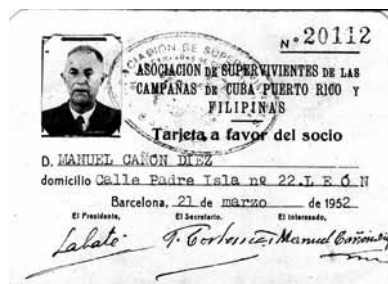 Nº 20112
ASOCIACION DE SUPERVIVIENTES DE LAS
CAMPAÑAS DE CUBA PUERTO RICO Y
FILIPINAS
Tarjeta a favor del socio
D. MANUEL CAÑON DIEZ
domicilio Calle Padre Isla nº 22.L E Ó N
Barcelona, 21 de marzo de 1952
El Presidente, El Secretario. El Interesado,
Labate Manuel Cañon